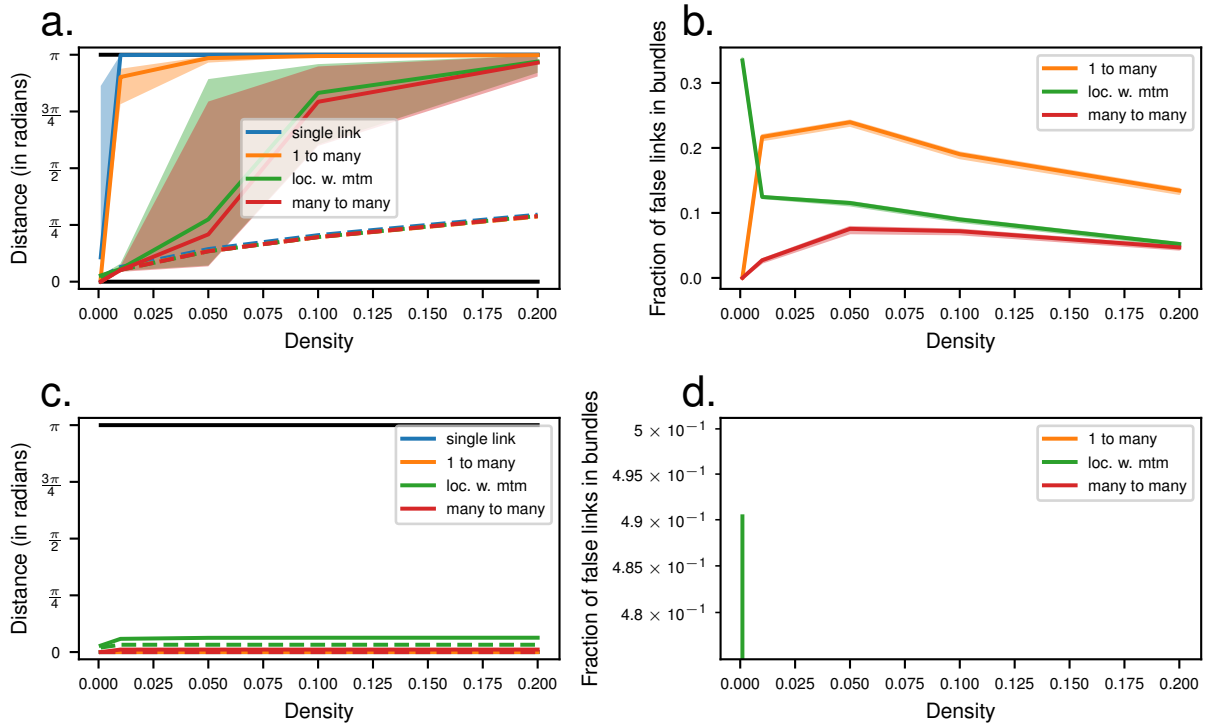 a.
π
3π/4
π/2
π/4
0
Distance (in radians)
single link
1 to many
loc. w. mtm
many to many
0.000 0.025 0.050 0.075 0.100 0.125 0.150 0.175 0.200
Density
b.
0.3
0.2
0.1
0.0
Fraction of false links in bundles
1 to many
loc. w. mtm
many to many
0.000 0.025 0.050 0.075 0.100 0.125 0.150 0.175 0.200
Density
c.
π
3π/4
π/2
π/4
0
Distance (in radians)
single link
1 to many
loc. w. mtm
many to many
0.000 0.025 0.050 0.075 0.100 0.125 0.150 0.175 0.200
Density
d.
5 × 10⁻¹
4.95 × 10⁻¹
4.9 × 10⁻¹
4.85 × 10⁻¹
4.8 × 10⁻¹
Fraction of false links in bundles
1 to many
loc. w. mtm
many to many
0.000 0.025 0.050 0.075 0.100 0.125 0.150 0.175 0.200
Density